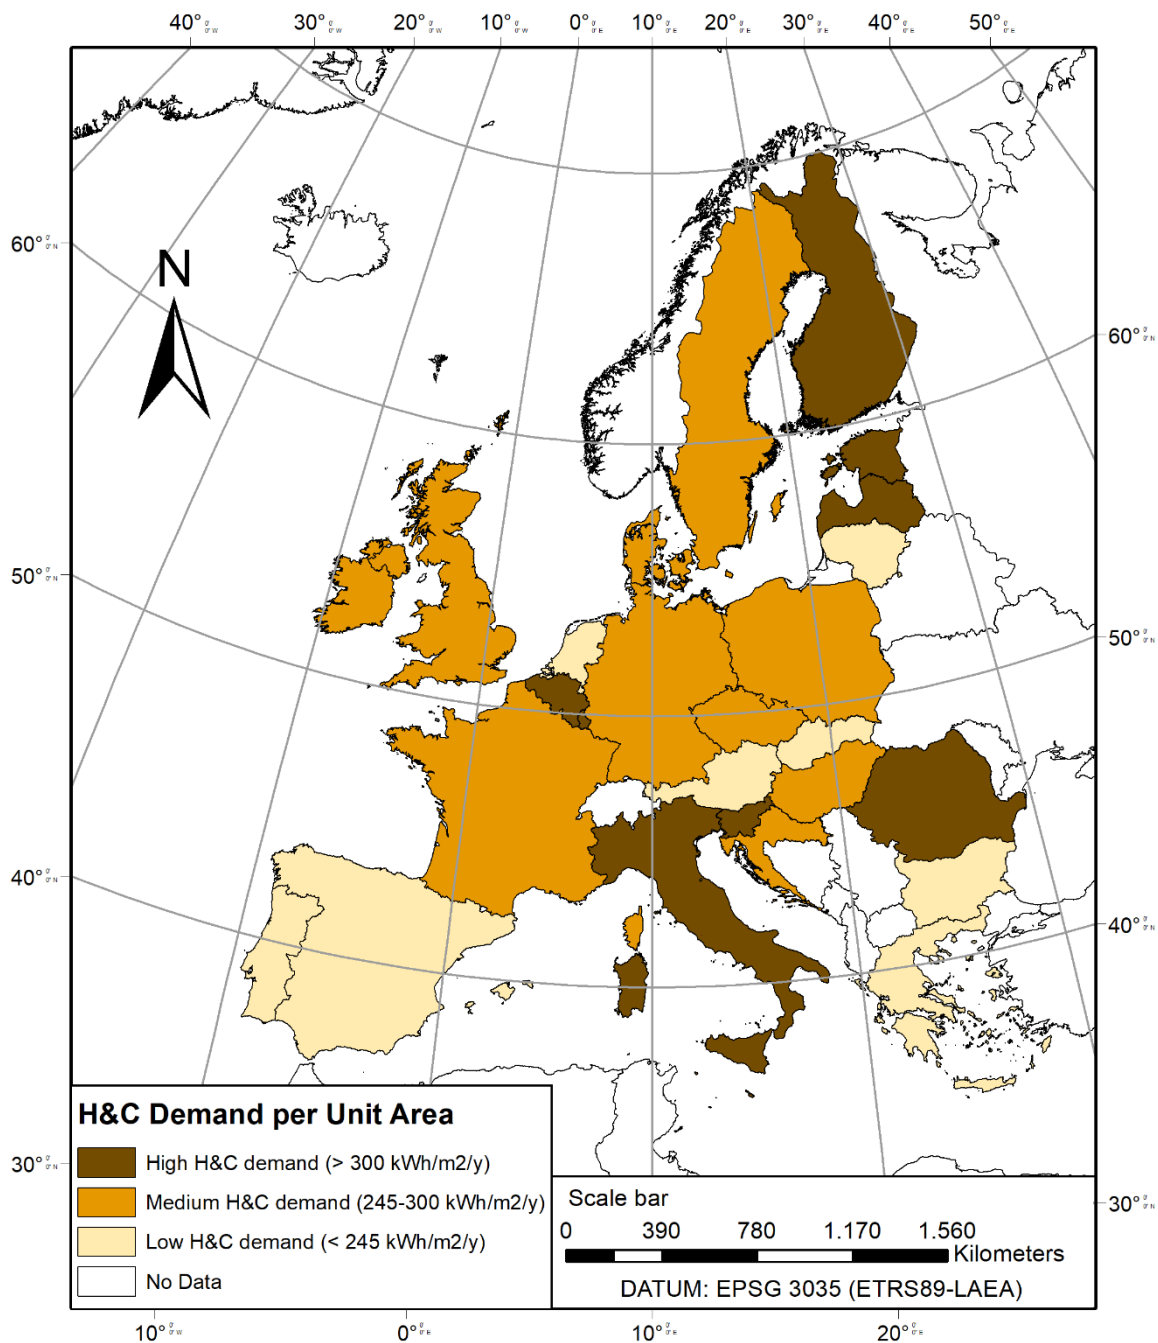 40° 30° 20° 10° 0° 10° 20° 30° 40° 50°
60°
N
60°
50°
50°
40°
40°
H&C Demand per Unit Area
High H&C demand (> 300 kWh/m2/y)
Medium H&C demand (245-300 kWh/m2/y)
Low H&C demand (< 245 kWh/m2/y)
No Data
30°
30°
Scale bar
0 390 780 1.170 1.560
Kilometers
DATUM: EPSG 3035 (ETRS89-LAEA)
10° 0° 10° 20°